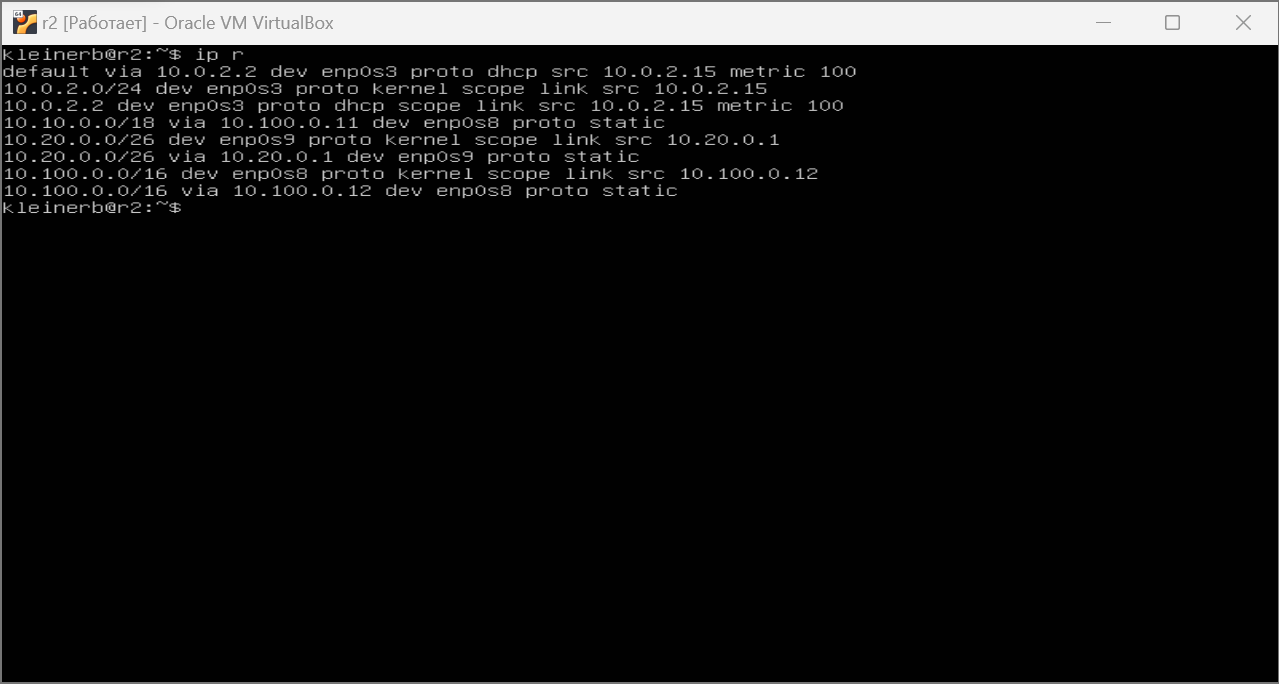 r2 [Работает] - Oracle VM VirtualBox
kleinerb@r2:~$ ip r
default via 10.0.2.2 dev enp0s3 proto dhcp src 10.0.2.15 metric 100
10.0.2.0/24 dev enp0s3 proto kernel scope link src 10.0.2.15
10.0.2.2 dev enp0s3 proto dhcp scope link src 10.0.2.15 metric 100
10.10.0.0/18 via 10.100.0.11 dev enp0s8 proto static
10.20.0.0/26 dev enp0s9 proto kernel scope link src 10.20.0.1
10.20.0.0/26 via 10.20.0.1 dev enp0s9 proto static
10.100.0.0/16 dev enp0s8 proto kernel scope link src 10.100.0.12
10.100.0.0/16 via 10.100.0.12 dev enp0s8 proto static
kleinerb@r2:~$